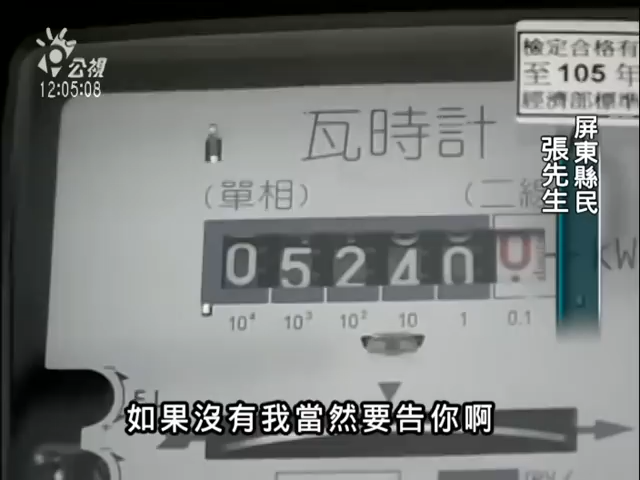 公視
12:05:08
檢定合格有
至 105 年
經濟部標準
屏東縣民
張先生
瓦時計
(單相)
(二線
0 5 2 4 0 0
kW
10⁴ 10³ 10² 10 1 0.1
如果沒有我當然要告你啊